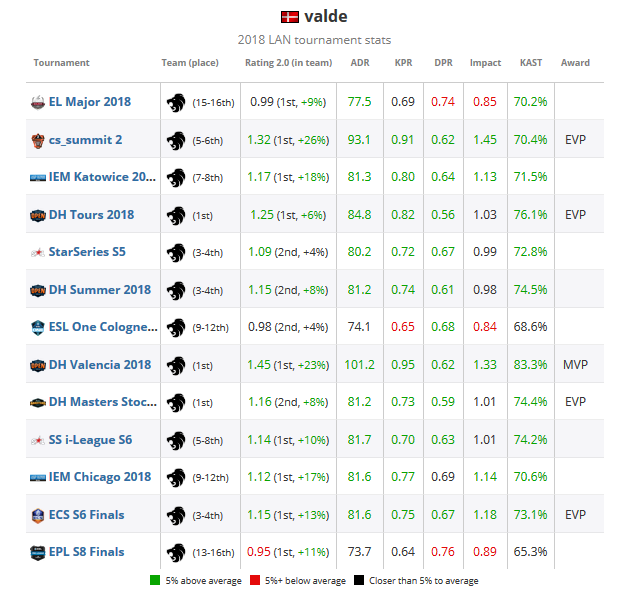 valde
2018 LAN tournament stats
Tournament Team (place) Rating 2.0 (in team) ADR KPR DPR Impact KAST Award
EL Major 2018 (15-16th) 0.99 (1st, +9%) 77.5 0.69 0.74 0.85 70.2%
cs_summit 2 (5-6th) 1.32 (1st, +26%) 93.1 0.91 0.62 1.45 70.4% EVP
IEM Katowice 20... (7-8th) 1.17 (1st, +18%) 81.3 0.80 0.64 1.13 71.5%
DH Tours 2018 (1st) 1.25 (1st, +6%) 84.8 0.82 0.56 1.03 76.1% EVP
StarSeries S5 (3-4th) 1.09 (2nd, +4%) 80.2 0.72 0.67 0.99 72.8%
DH Summer 2018 (3-4th) 1.15 (2nd, +8%) 81.2 0.74 0.61 0.98 74.5%
ESL One Cologne... (9-12th) 0.98 (2nd, +4%) 74.1 0.65 0.68 0.84 68.6%
DH Valencia 2018 (1st) 1.45 (1st, +23%) 101.2 0.95 0.62 1.33 83.3% MVP
DH Masters Stoc... (1st) 1.16 (2nd, +8%) 81.2 0.73 0.59 1.01 74.4% EVP
SS i-League S6 (5-8th) 1.14 (1st, +10%) 81.7 0.70 0.63 1.01 74.2%
IEM Chicago 2018 (9-12th) 1.12 (1st, +17%) 81.6 0.77 0.69 1.14 70.6%
ECS S6 Finals (3-4th) 1.15 (1st, +13%) 81.6 0.75 0.67 1.18 73.1% EVP
EPL S8 Finals (13-16th) 0.95 (1st, +11%) 73.7 0.64 0.76 0.89 65.3%
5% above average 5%+ below average Closer than 5% to average